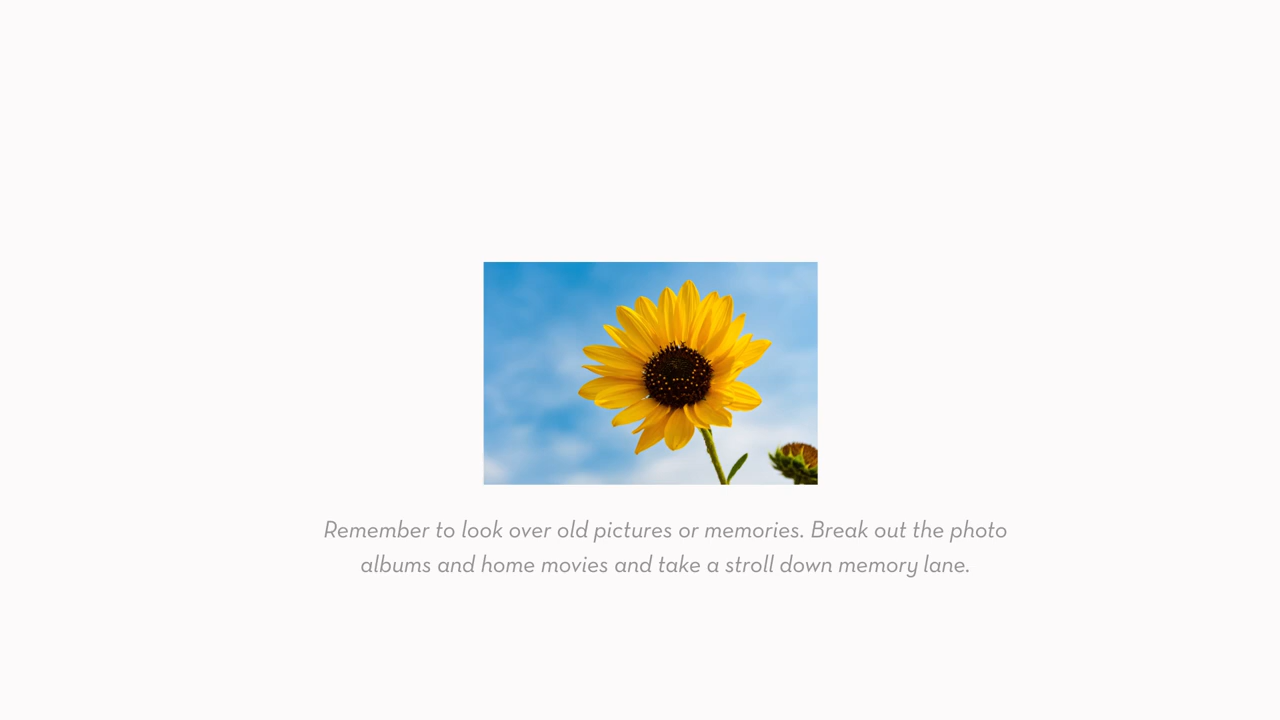 Remember to look over old pictures or memories. Break out the photo
albums and home movies and take a stroll down memory lane.